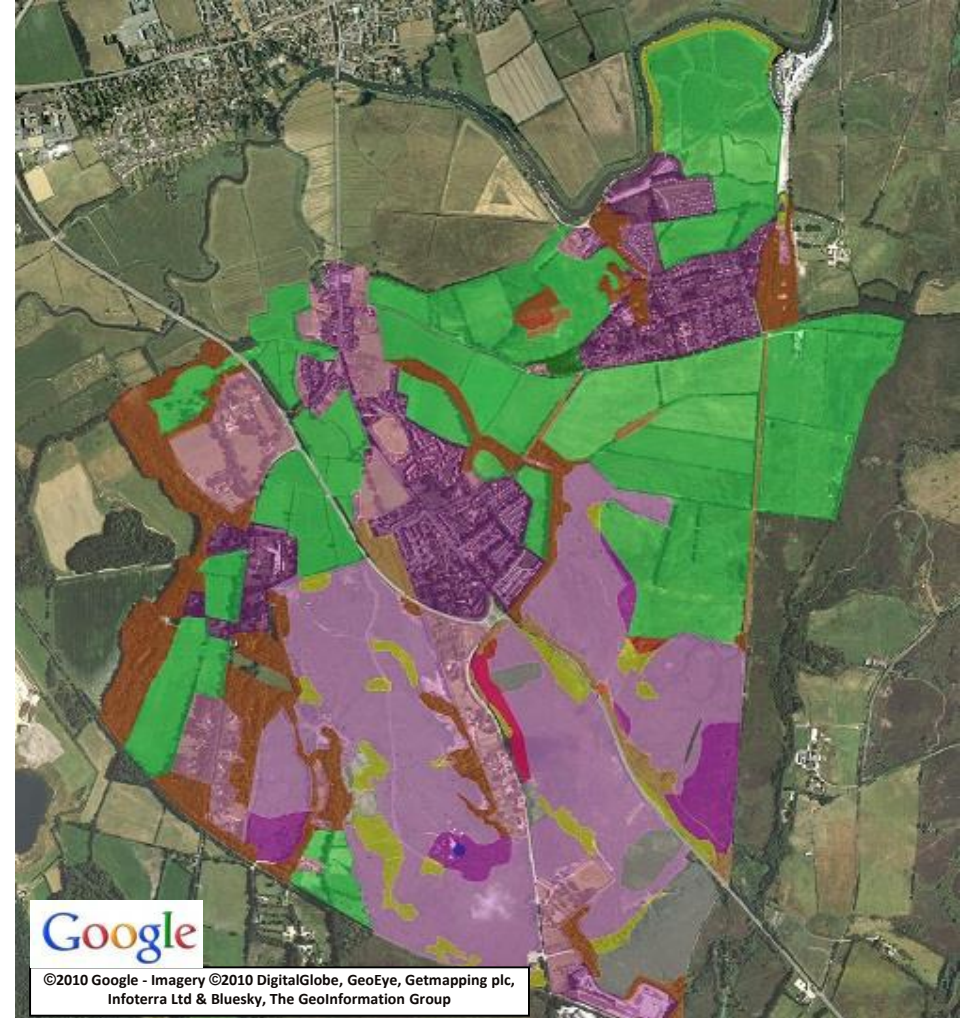 Google
©2010 Google - Imagery ©2010 DigitalGlobe, GeoEye, Getmapping plc,
Infoterra Ltd & Bluesky, The GeoInformation Group